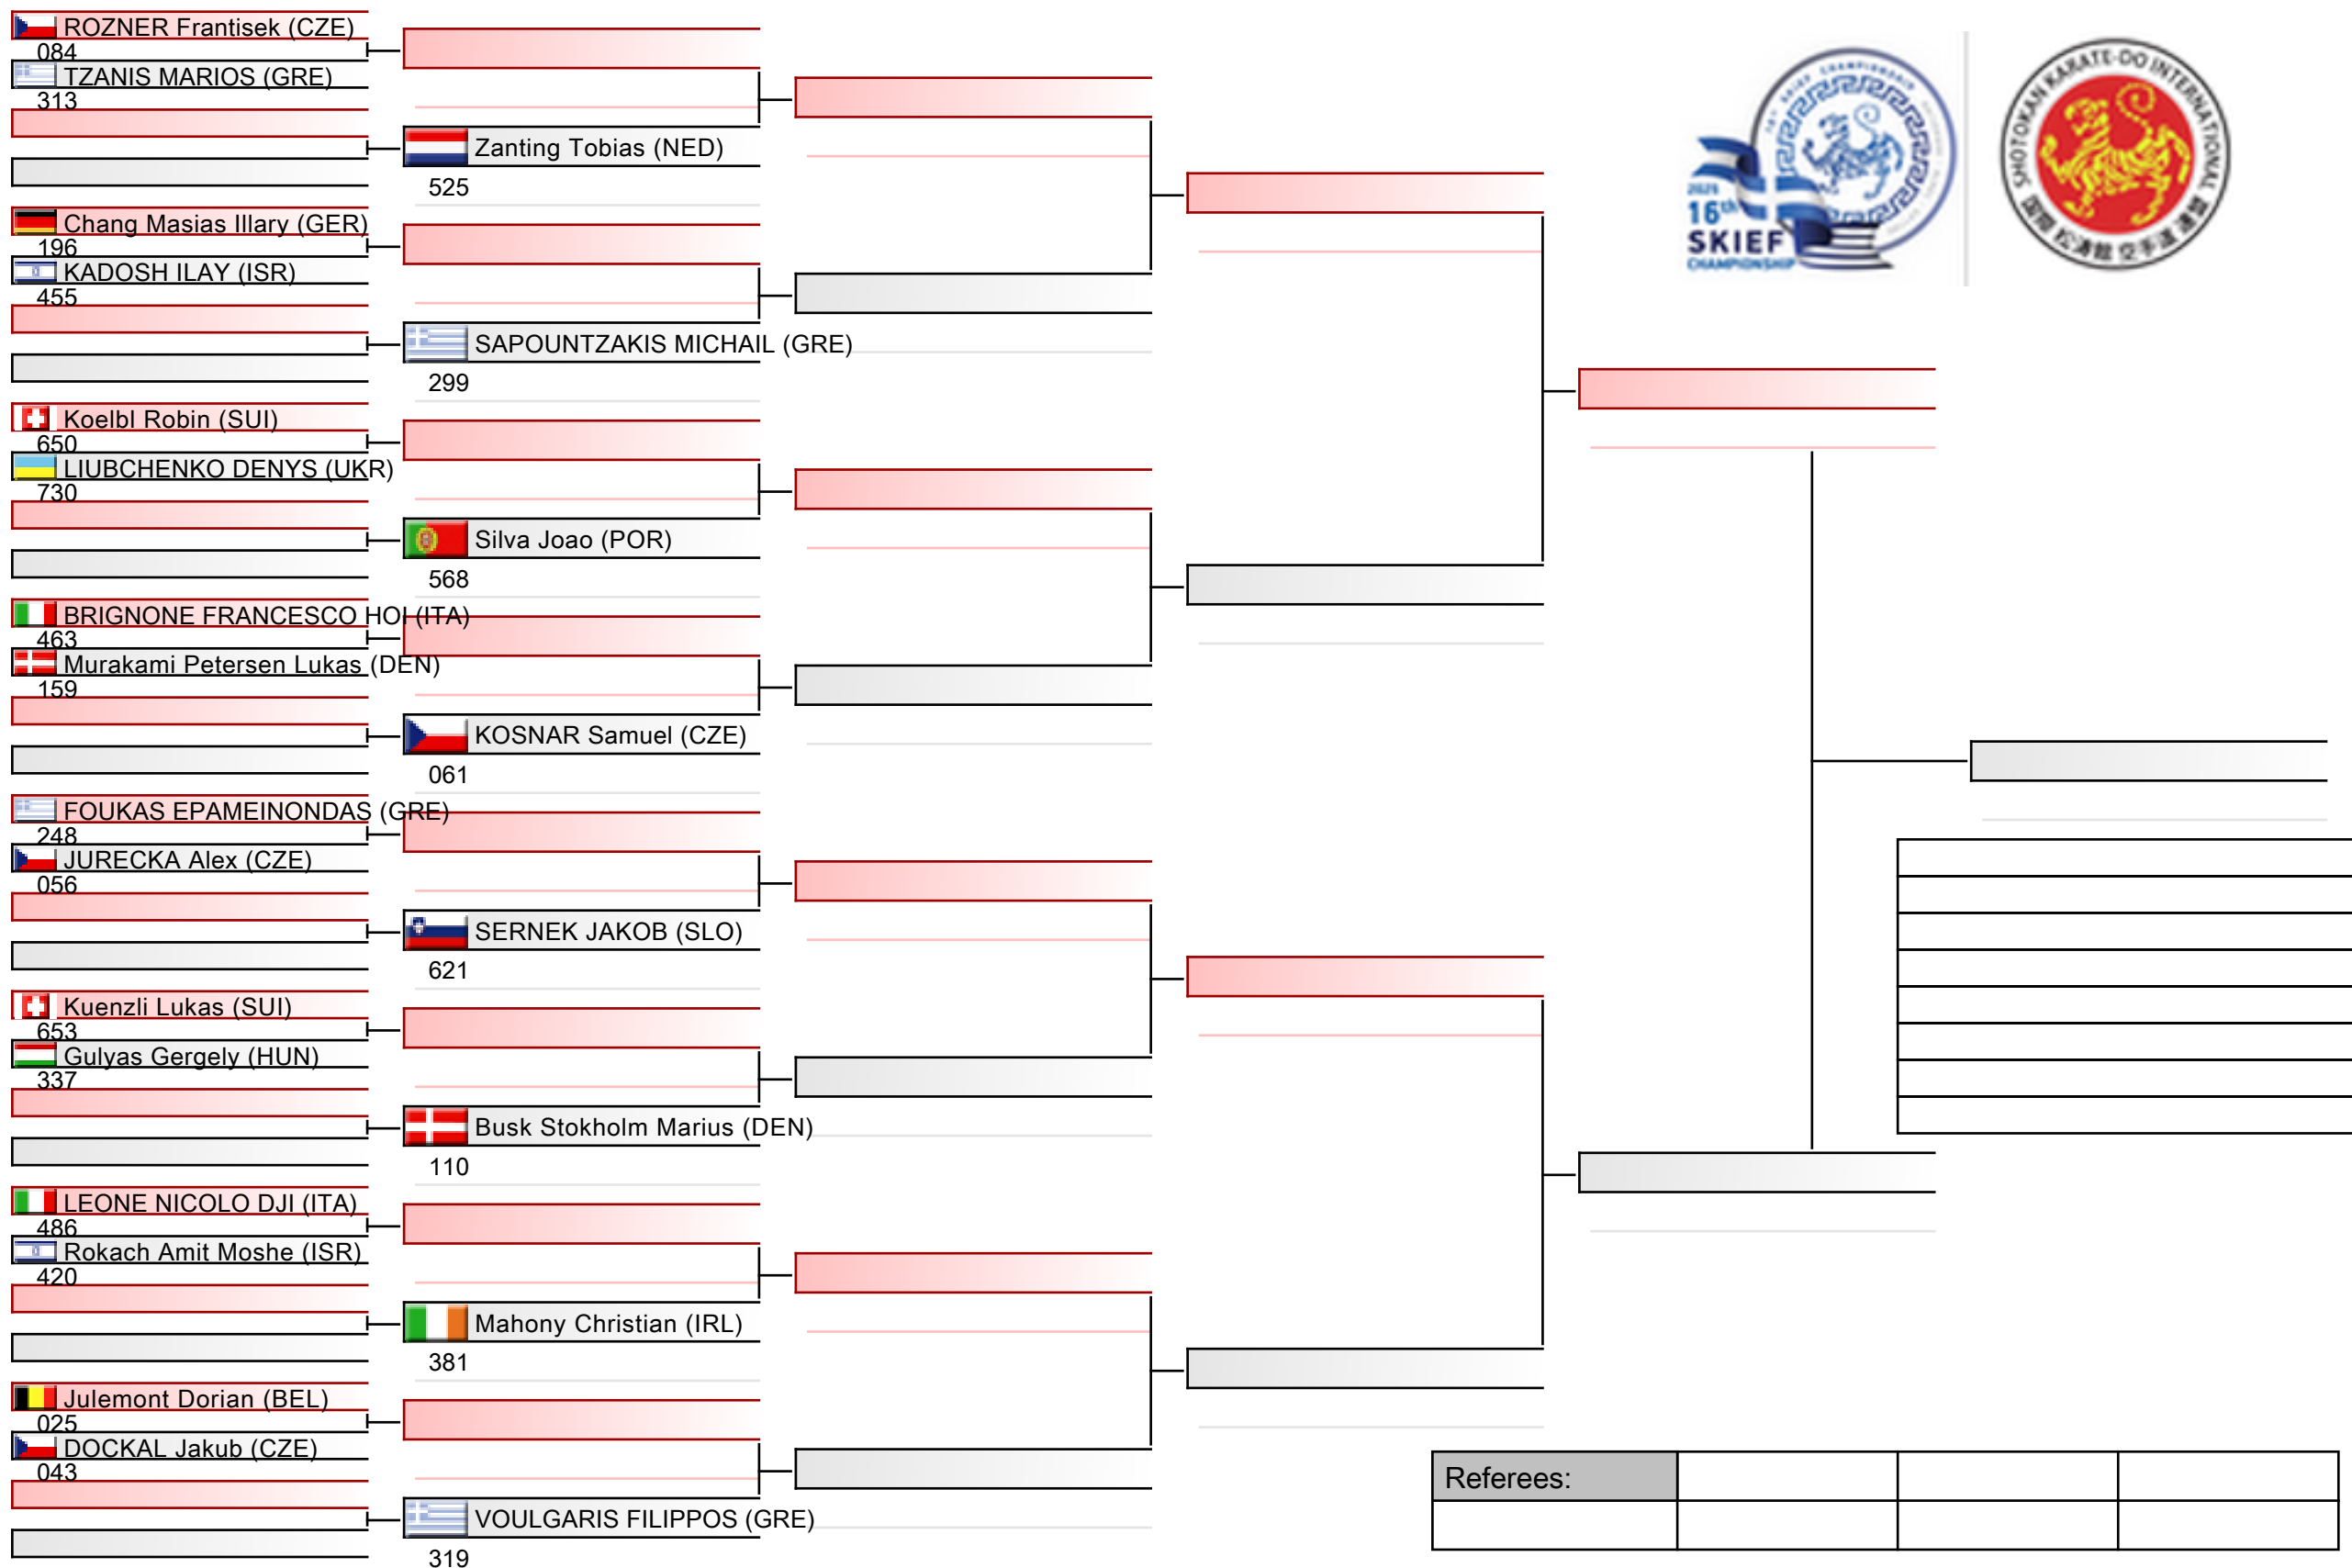 ROZNER Frantisek (CZE)
084
TZANIS MARIOS (GRE)
313
Zanting Tobias (NED)
525
Chang Masias Illary (GER)
196
KADOSH ILAY (ISR)
455
SAPOUNTZAKIS MICHAIL (GRE)
299
Koelbl Robin (SUI)
650
LIUBCHENKO DENYS (UKR)
730
Silva Joao (POR)
568
BRIGNONE FRANCESCO HOI (ITA)
463
Murakami Petersen Lukas (DEN)
159
KOSNAR Samuel (CZE)
061
FOUKAS EPAMEINONDAS (GRE)
248
JURECKA Alex (CZE)
056
SERNEK JAKOB (SLO)
621
Kuenzli Lukas (SUI)
653
Gulyas Gergely (HUN)
337
Busk Stokholm Marius (DEN)
110
LEONE NICOLO DJI (ITA)
486
Rokach Amit Moshe (ISR)
420
Mahony Christian (IRL)
381
Julemont Dorian (BEL)
025
DOCKAL Jakub (CZE)
043
VOULGARIS FILIPPOS (GRE)
319
16th
SKIEF
CHAMPIONSHIP
SHOTOKAN KARATE-DO INTERNATIONAL
Referees: